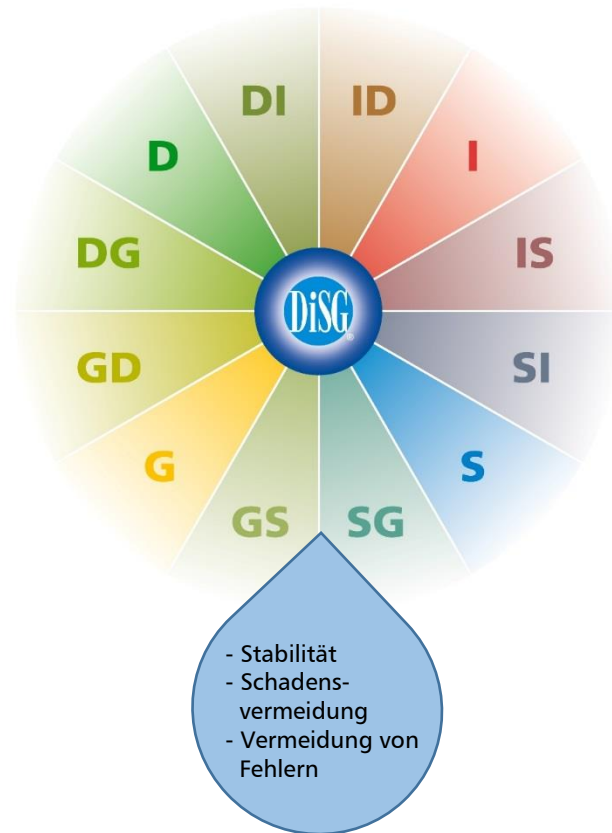 DI ID
D I
DG IS
DiSG®
GD SI
G S
GS SG
- Stabilität
- Schadens-
vermeidung
- Vermeidung von
Fehlern